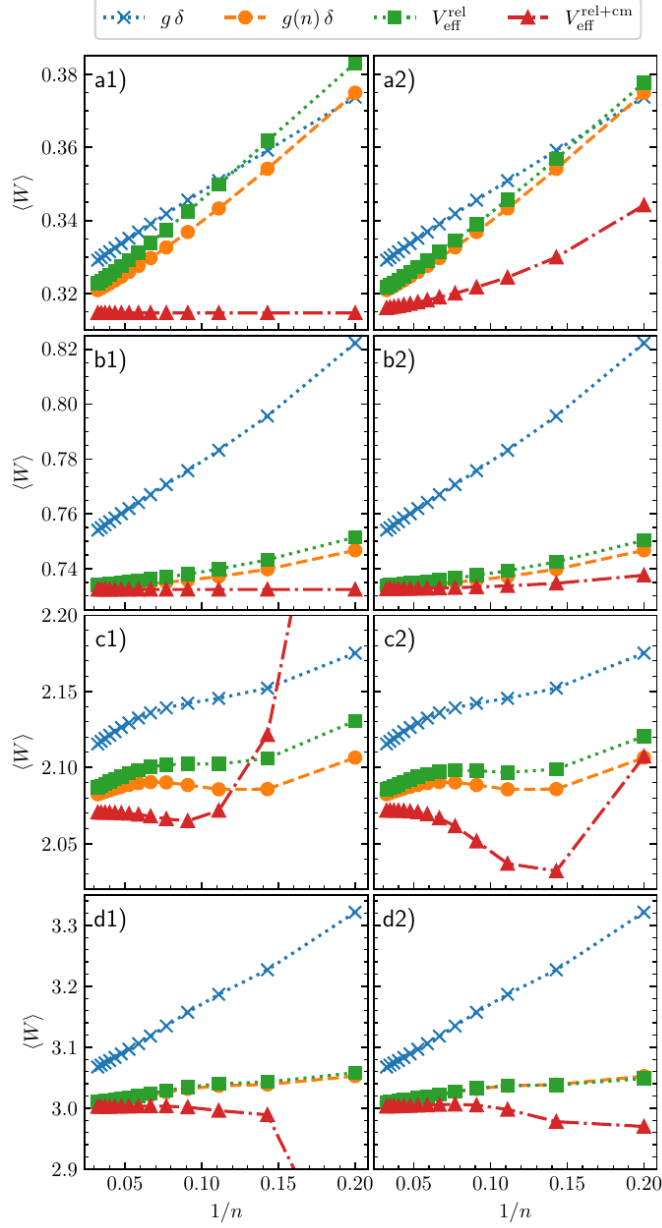 g δ g(n) δ V_eff^rel V_eff^rel+cm
a1) a2)
⟨W⟩
0.38
0.36
0.34
0.32
b1) b2)
⟨W⟩
0.82
0.80
0.78
0.76
0.74
c1) c2)
⟨W⟩
2.20
2.15
2.10
2.05
d1) d2)
⟨W⟩
3.3
3.2
3.1
3.0
2.9
0.05 0.10 0.15 0.20 0.05 0.10 0.15 0.20
1/n 1/n